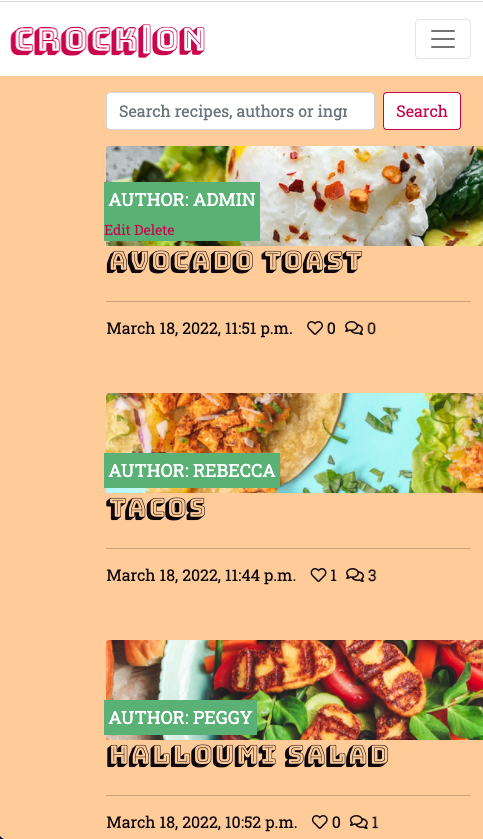 CROCK|ON
Search recipes, authors or ingr
Search
AUTHOR: ADMIN
Edit Delete
AVOCADO TOAST
March 18, 2022, 11:51 p.m. 0 0
AUTHOR: REBECCA
TACOS
March 18, 2022, 11:44 p.m. 1 3
AUTHOR: PEGGY
HALLOUMI SALAD
March 18, 2022, 10:52 p.m. 0 1